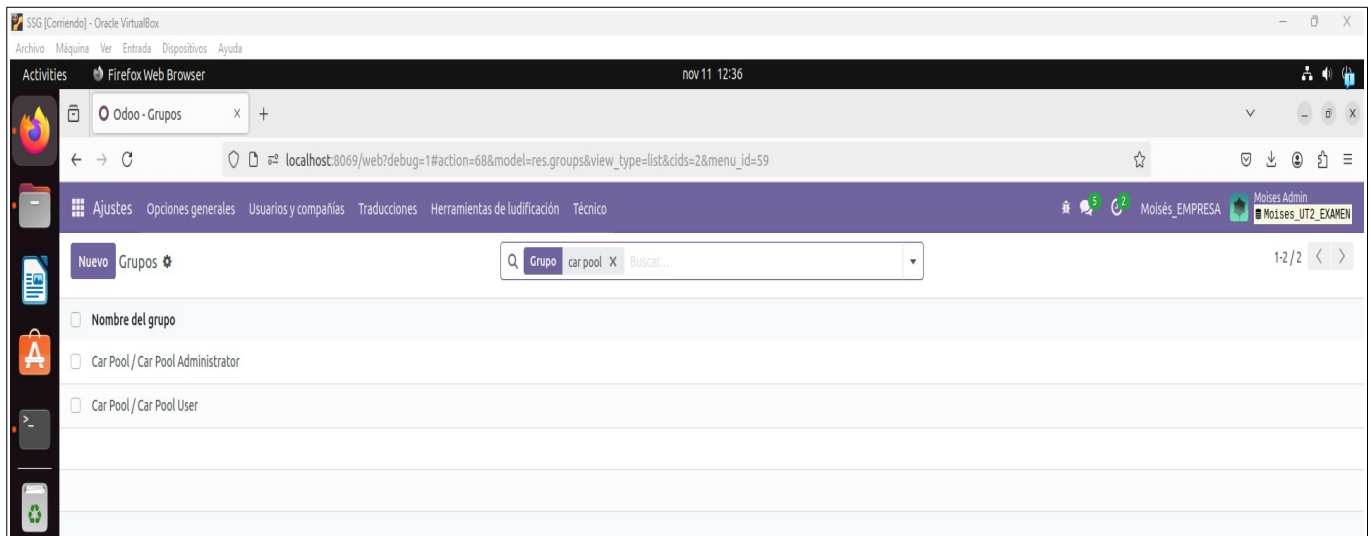 SSG [Corriendo] - Oracle VirtualBox
Archivo Máquina Ver Entrada Dispositivos Ayuda
Activities Firefox Web Browser nov 11 12:36
Odoo - Grupos
localhost:8069/web?debug=1#action=68&model=res.groups&view_type=list&cids=2&menu_id=59
Ajustes Opciones generales Usuarios y compañías Traducciones Herramientas de ludificación Técnico 5 2 Moisés_EMPRESA Moises Admin
Moises_UT2_EXAMEN
Nuevo Grupos Grupo car pool Buscar... 1-2 / 2
Nombre del grupo
Car Pool / Car Pool Administrator
Car Pool / Car Pool User